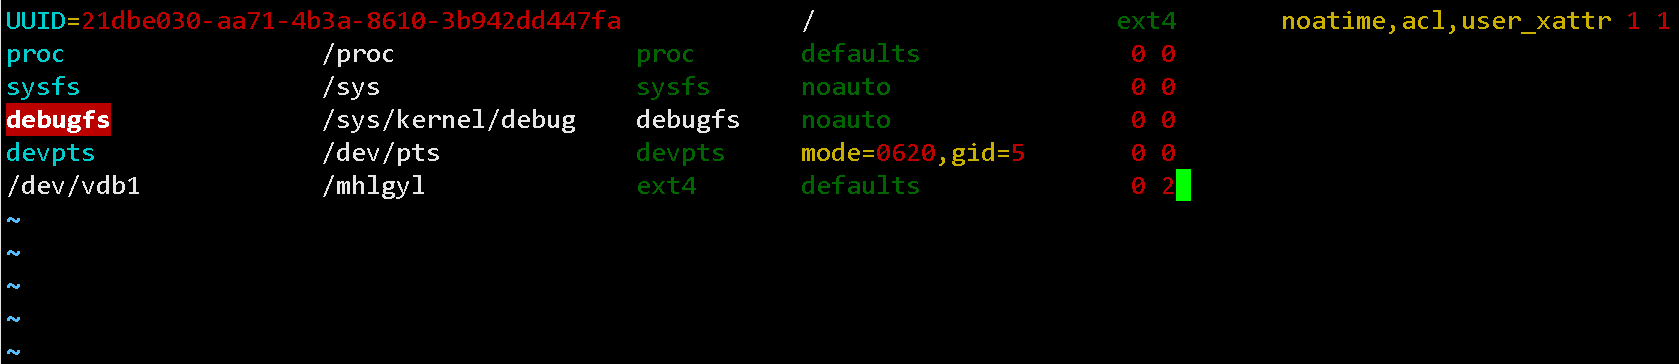 UUID=21dbe030-aa71-4b3a-8610-3b942dd447fa / ext4 noatime,acl,user_xattr 1 1
proc /proc proc defaults 0 0
sysfs /sys sysfs noauto 0 0
debugfs /sys/kernel/debug debugfs noauto 0 0
devpts /dev/pts devpts mode=0620,gid=5 0 0
/dev/vdb1 /mhlgyl ext4 defaults 0 2
~
~
~
~
~